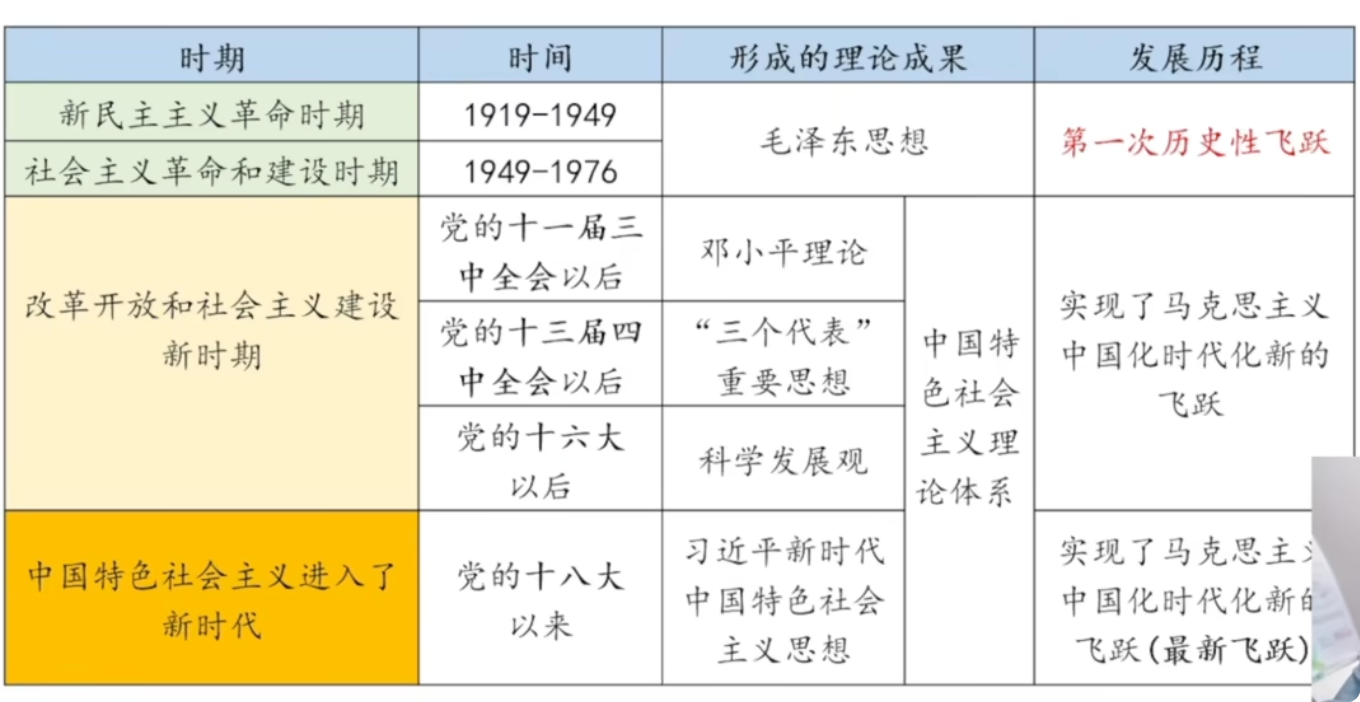 时期 时间 形成的理论成果 发展历程
新民主主义革命时期 1919-1949
毛泽东思想 第一次历史性飞跃
社会主义革命和建设时期 1949-1976
改革开放和社会主义建设
新时期
党的十一届三
中全会以后
邓小平理论
党的十三届四
中全会以后
“三个代表”
重要思想
党的十六大
以后
科学发展观
中国特
色社会
主义理
论体系
实现了马克思主义
中国化时代化新的
飞跃
中国特色社会主义进入了
新时代
党的十八大
以来
习近平新时代
中国特色社会
主义思想
实现了马克思主义
中国化时代化新的
飞跃(最新飞跃)